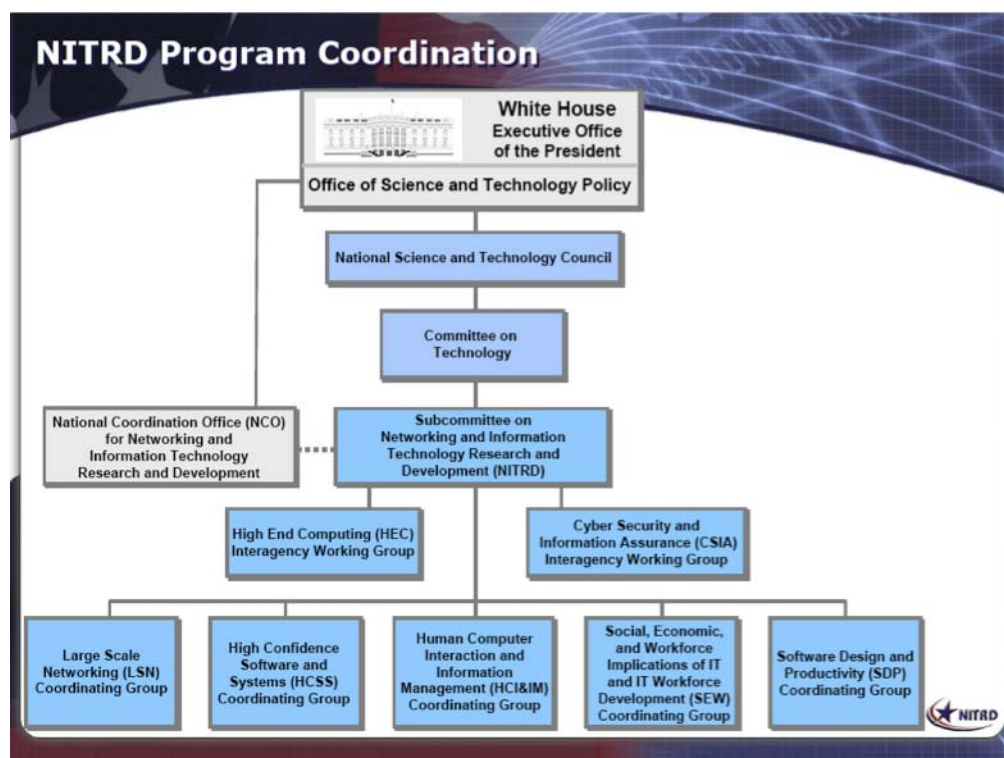 NITRD Program Coordination
White House
Executive Office
of the President
Office of Science and Technology Policy
National Science and Technology Council
Committee on
Technology
National Coordination Office (NCO)
for Networking and
Information Technology
Research and Development
Subcommittee on
Networking and Information
Technology Research and
Development (NITRD)
High End Computing (HEC)
Interagency Working Group
Cyber Security and
Information Assurance (CSIA)
Interagency Working Group
Large Scale
Networking (LSN)
Coordinating Group
High Confidence
Software and
Systems (HCSS)
Coordinating Group
Human Computer
Interaction and
Information
Management (HCI&IM)
Coordinating Group
Social, Economic,
and Workforce
Implications of IT
and IT Workforce
Development (SEW)
Coordinating Group
Software Design and
Productivity (SDP)
Coordinating Group
NITRD